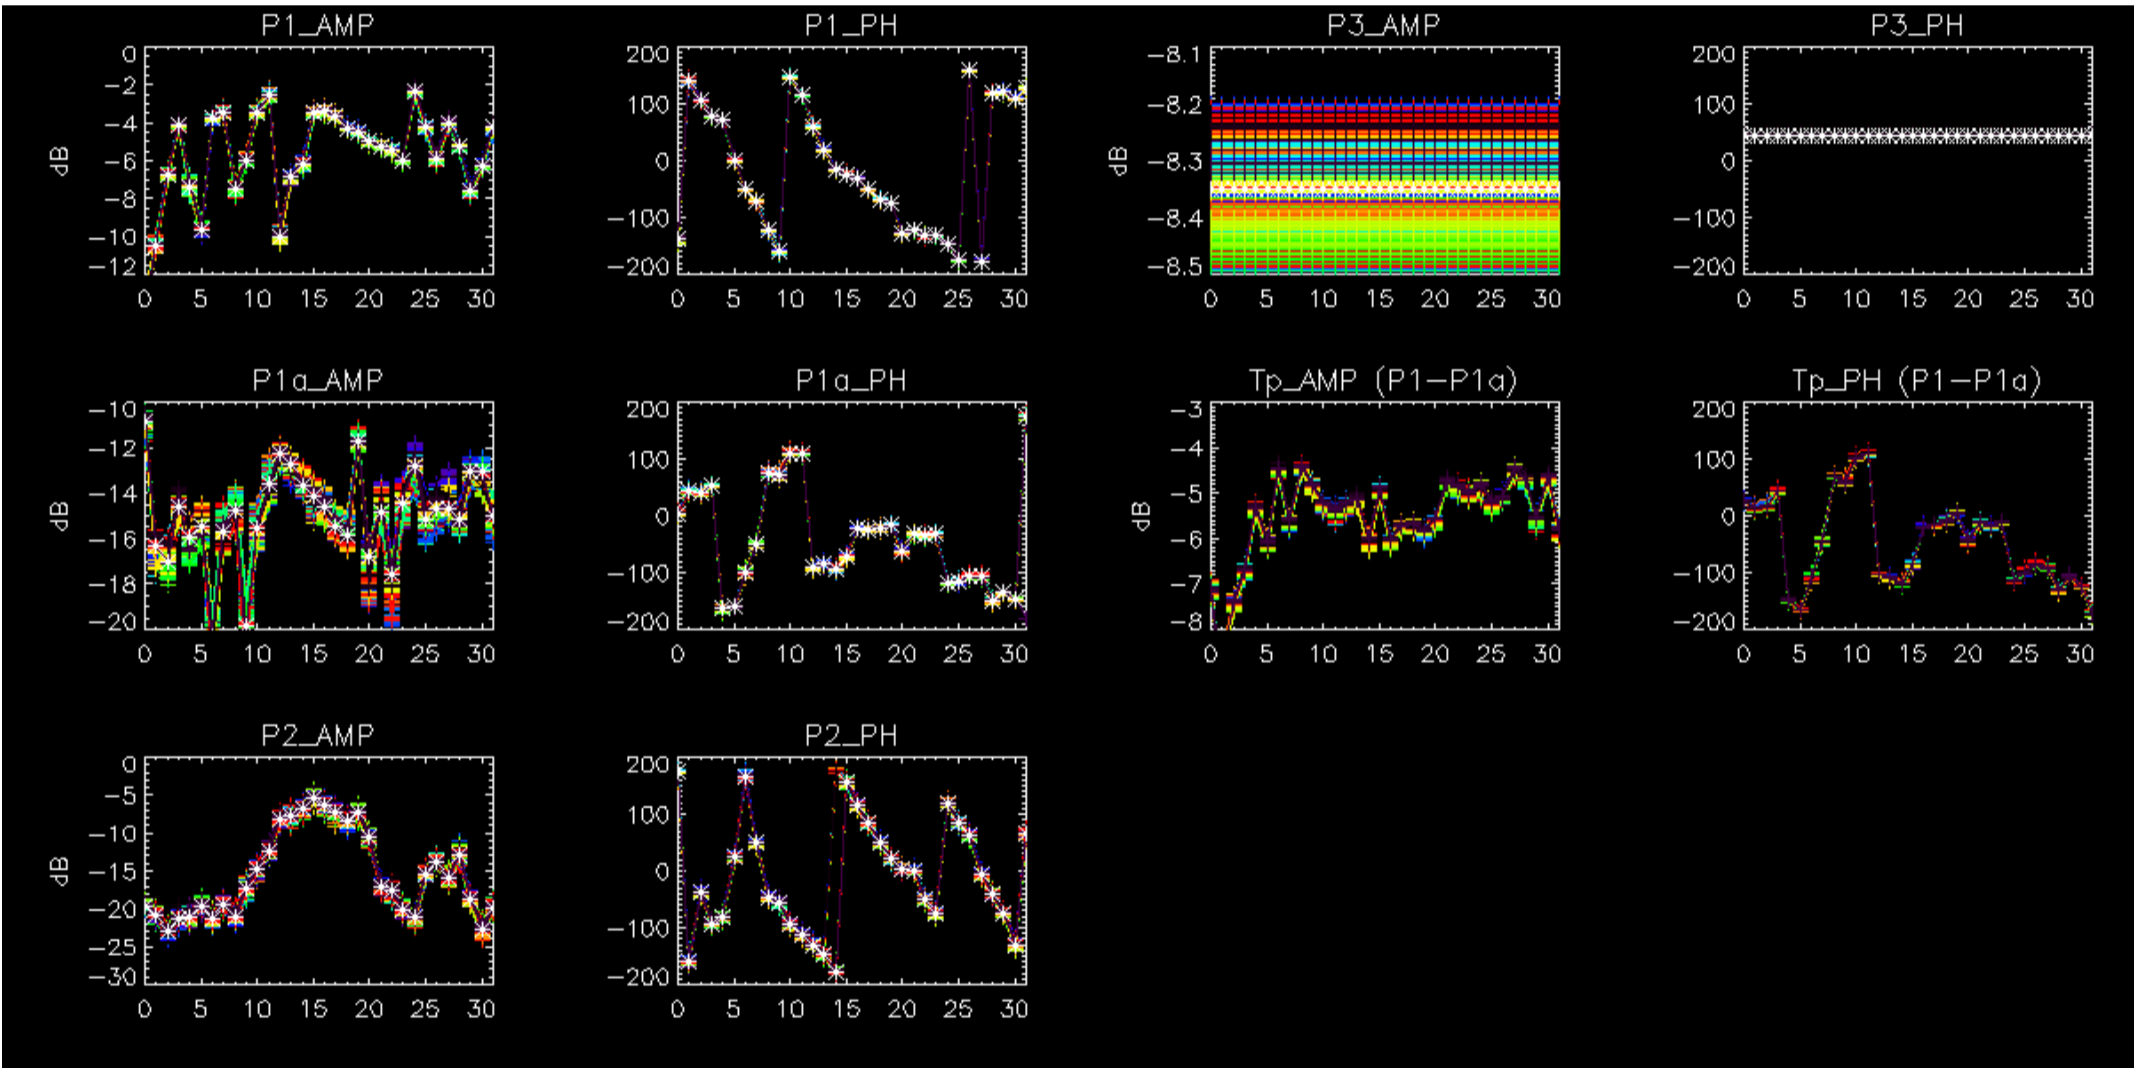 P1_AMP P1_PH P3_AMP P3_PH
0 200 -8.1 200
-2 100 -8.2 100
-4 0 -8.3 0
-6 -100 -8.4 -100
-8 -200 -8.5 -200
-10
-12
dB dB
0 5 10 15 20 25 30 0 5 10 15 20 25 30 0 5 10 15 20 25 30 0 5 10 15 20 25 30
P1a_AMP P1a_PH Tp_AMP (P1-P1a) Tp_PH (P1-P1a)
-10 200 -3 200
-12 100 -4 100
-14 0 -5 0
-16 -100 -6 -100
-18 -200 -7 -200
-20 -8
dB dB
0 5 10 15 20 25 30 0 5 10 15 20 25 30 0 5 10 15 20 25 30 0 5 10 15 20 25 30
P2_AMP P2_PH
0 200
-5 100
-10 0
-15 -100
-20 -200
-25
-30
dB
0 5 10 15 20 25 30 0 5 10 15 20 25 30